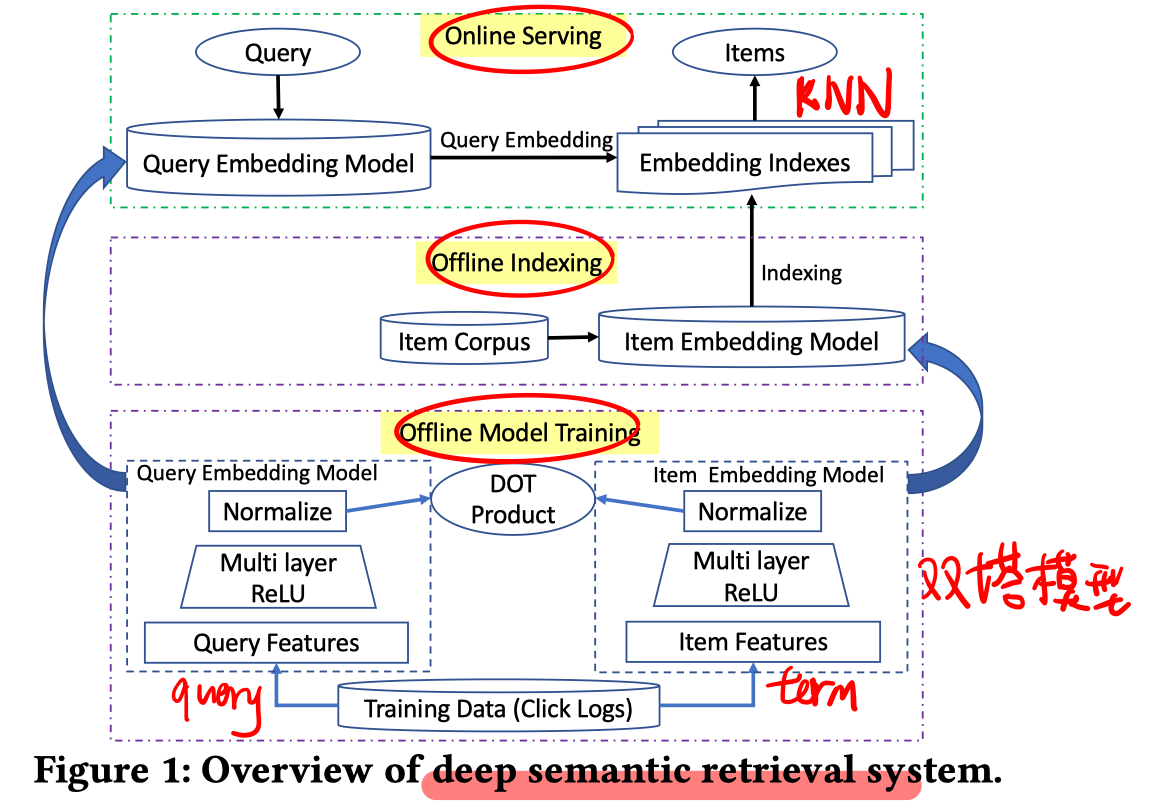 Online Serving
Query
Items
KNN
Query Embedding Model
Query Embedding
Embedding Indexes
Offline Indexing
Indexing
Item Corpus
Item Embedding Model
Offline Model Training
Query Embedding Model
Normalize
Multi layer
ReLU
Query Features
DOT
Product
Item Embedding Model
Normalize
Multi layer
ReLU
Item Features
双塔模型
query
term
Training Data (Click Logs)
Figure 1: Overview of deep semantic retrieval system.